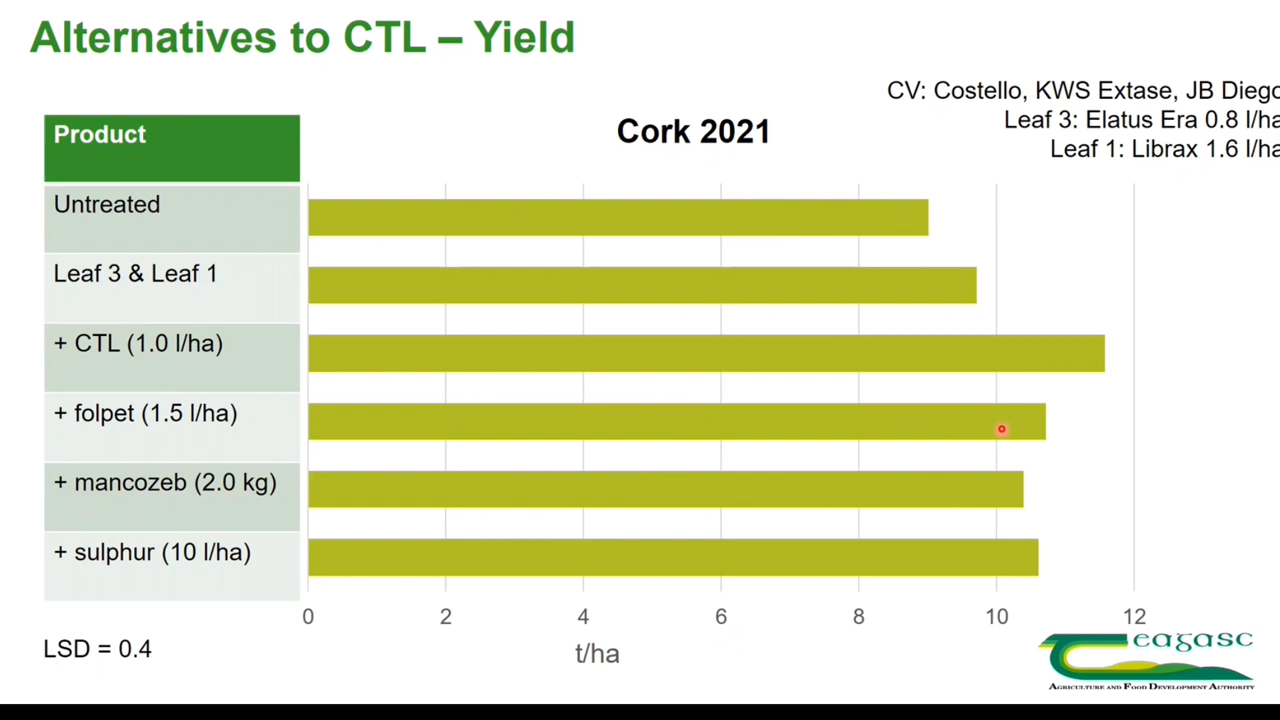 Alternatives to CTL – Yield
CV: Costello, KWS Extase, JB Diego
Leaf 3: Elatus Era 0.8 l/ha
Leaf 1: Librax 1.6 l/ha
Cork 2021
Product
Untreated
Leaf 3 & Leaf 1
+ CTL (1.0 l/ha)
+ folpet (1.5 l/ha)
+ mancozeb (2.0 kg)
+ sulphur (10 l/ha)
0 2 4 6 8 10 12
t/ha
LSD = 0.4
Teagasc
Agriculture and Food Development Authority